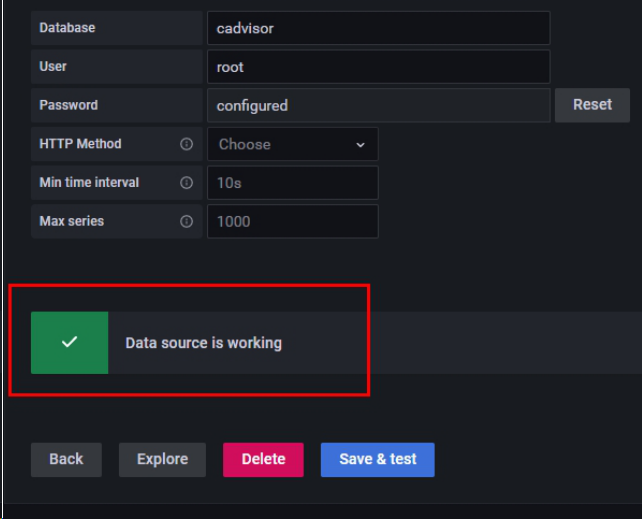 Database cadvisor
User root
Password configured Reset
HTTP Method Choose
Min time interval 10s
Max series 1000
Data source is working
Back Explore Delete Save & test